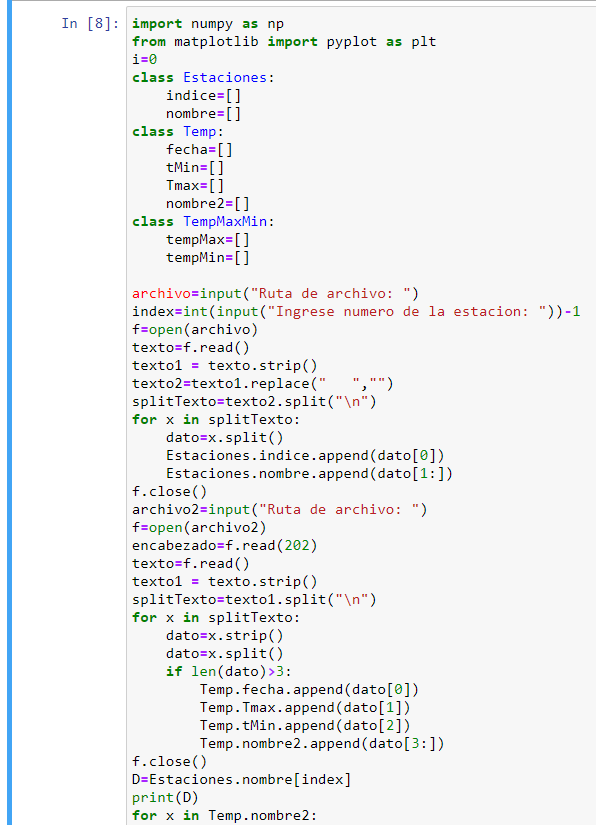 In [8]: import numpy as np
from matplotlib import pyplot as plt
i=0
class Estaciones:
    indice=[]
    nombre=[]
class Temp:
    fecha=[]
    tMin=[]
    Tmax=[]
    nombre2=[]
class TempMaxMin:
    tempMax=[]
    tempMin=[]

archivo=input("Ruta de archivo: ")
index=int(input("Ingrese numero de la estacion: "))-1
f=open(archivo)
texto=f.read()
texto1 = texto.strip()
texto2=texto1.replace("   ","")
splitTexto=texto2.split("\n")
for x in splitTexto:
    dato=x.split()
    Estaciones.indice.append(dato[0])
    Estaciones.nombre.append(dato[1:])
f.close()
archivo2=input("Ruta de archivo: ")
f=open(archivo2)
encabezado=f.read(202)
texto=f.read()
texto1 = texto.strip()
splitTexto=texto1.split("\n")
for x in splitTexto:
    dato=x.strip()
    dato=x.split()
    if len(dato)>3:
        Temp.fecha.append(dato[0])
        Temp.Tmax.append(dato[1])
        Temp.tMin.append(dato[2])
        Temp.nombre2.append(dato[3:])
f.close()
D=Estaciones.nombre[index]
print(D)
for x in Temp.nombre2: